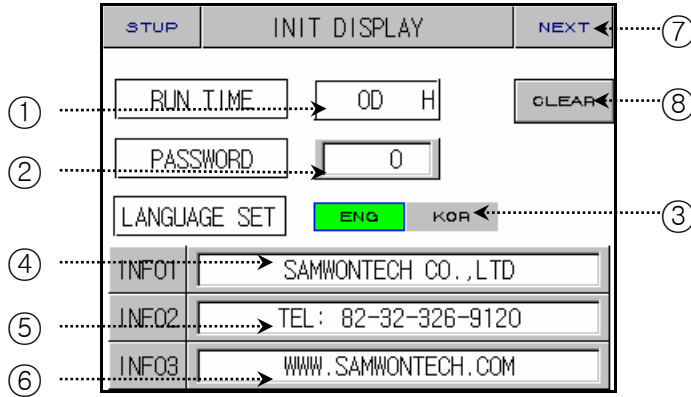 STUP INIT DISPLAY NEXT ⑦
① RUN TIME 0D H CLEAR ⑧
② PASSWORD 0
LANGUAGE SET ENG KOR ③
④ INFO1 SAMWONTECH CO.,LTD
⑤ INFO2 TEL: 82-32-326-9120
⑥ INFO3 WWW.SAMWONTECH.COM